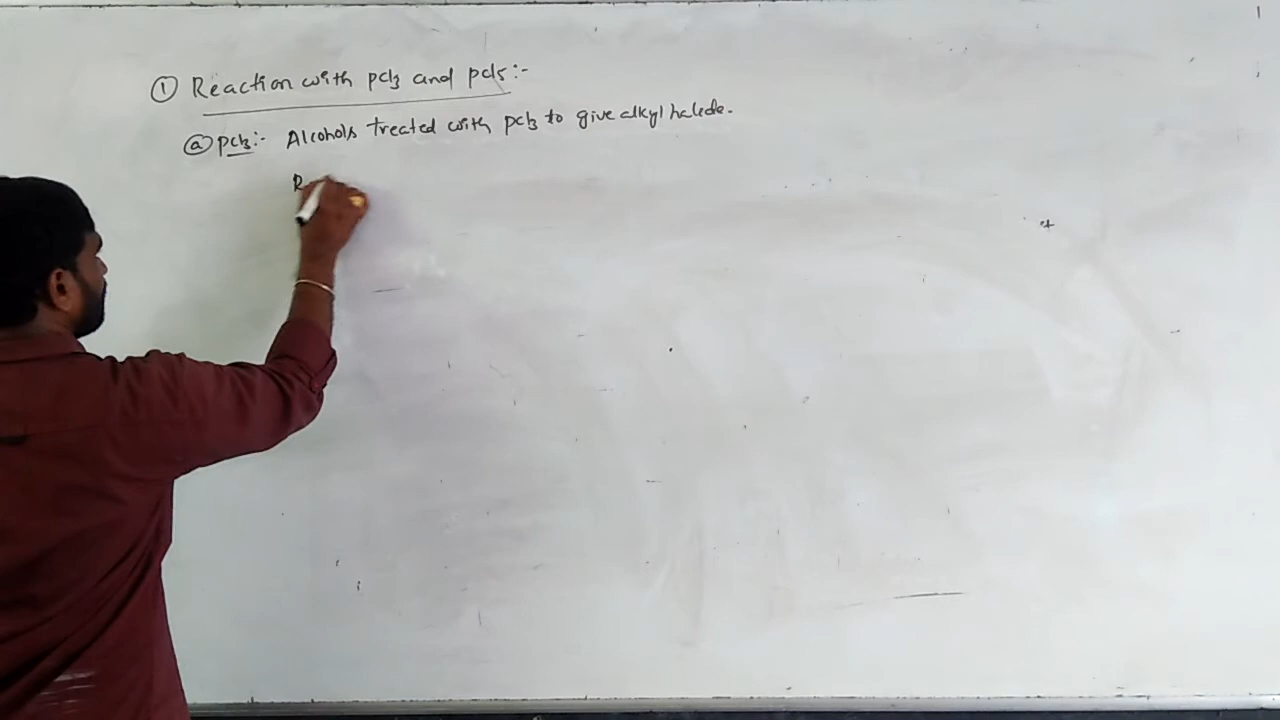 ① Reaction with pcl3 and pcl5:-
ⓐ pcl3:- Alcohols treated with pcl3 to give alkyl halide.
R